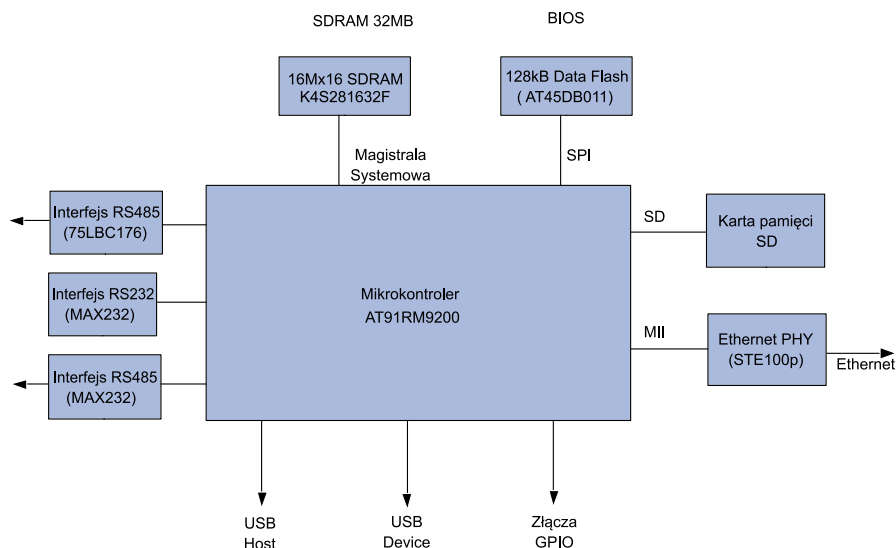 SDRAM 32MB
BIOS
16Mx16 SDRAM
K4S281632F
128kB Data Flash
( AT45DB011)
Magistrala
Systemowa
SPI
Interfejs RS485
(75LBC176)
SD
Karta pamięci
SD
Interfejs RS232
(MAX232)
Mikrokontroler
AT91RM9200
MII
Ethernet PHY
(STE100p)
Ethernet
Interfejs RS485
(MAX232)
USB
Host
USB
Device
Złącza
GPIO